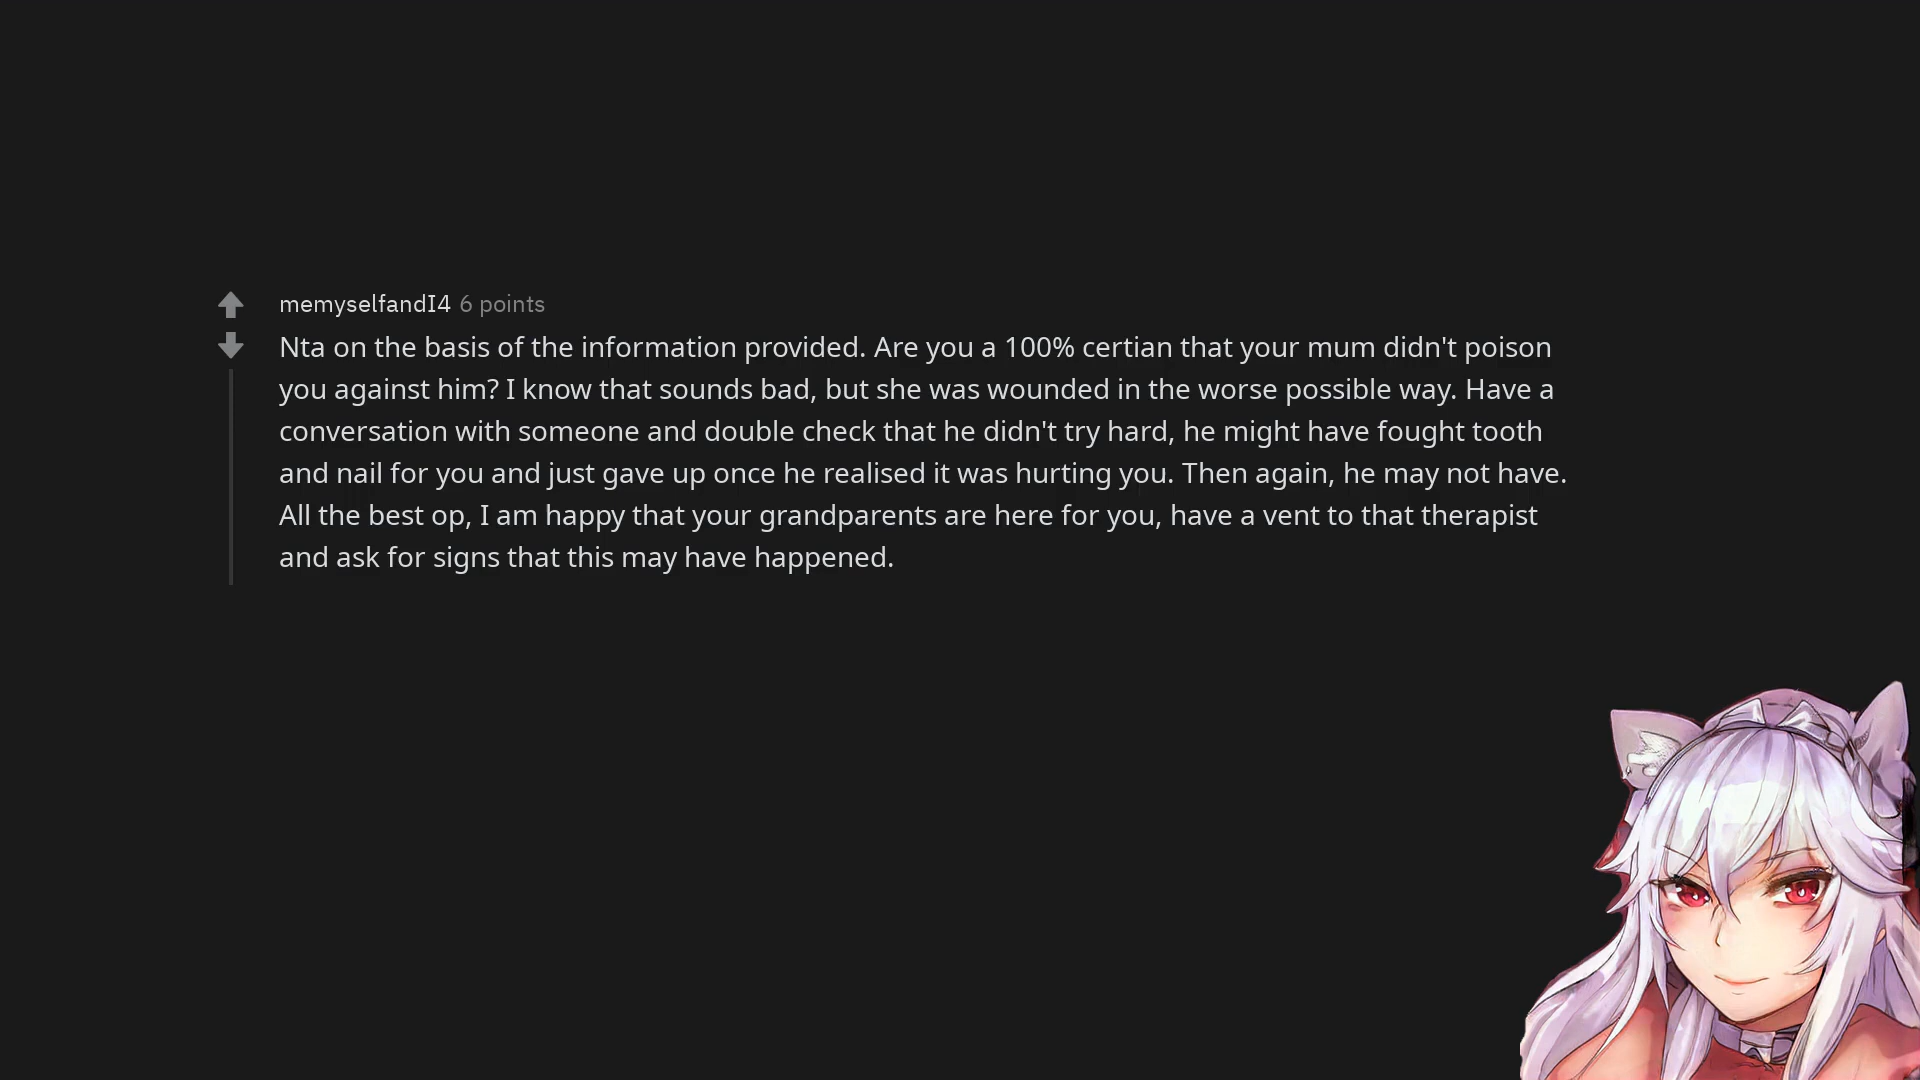 memyselfandI4 6 points
Nta on the basis of the information provided. Are you a 100% certian that your mum didn't poison
you against him? I know that sounds bad, but she was wounded in the worse possible way. Have a
conversation with someone and double check that he didn't try hard, he might have fought tooth
and nail for you and just gave up once he realised it was hurting you. Then again, he may not have.
All the best op, I am happy that your grandparents are here for you, have a vent to that therapist
and ask for signs that this may have happened.